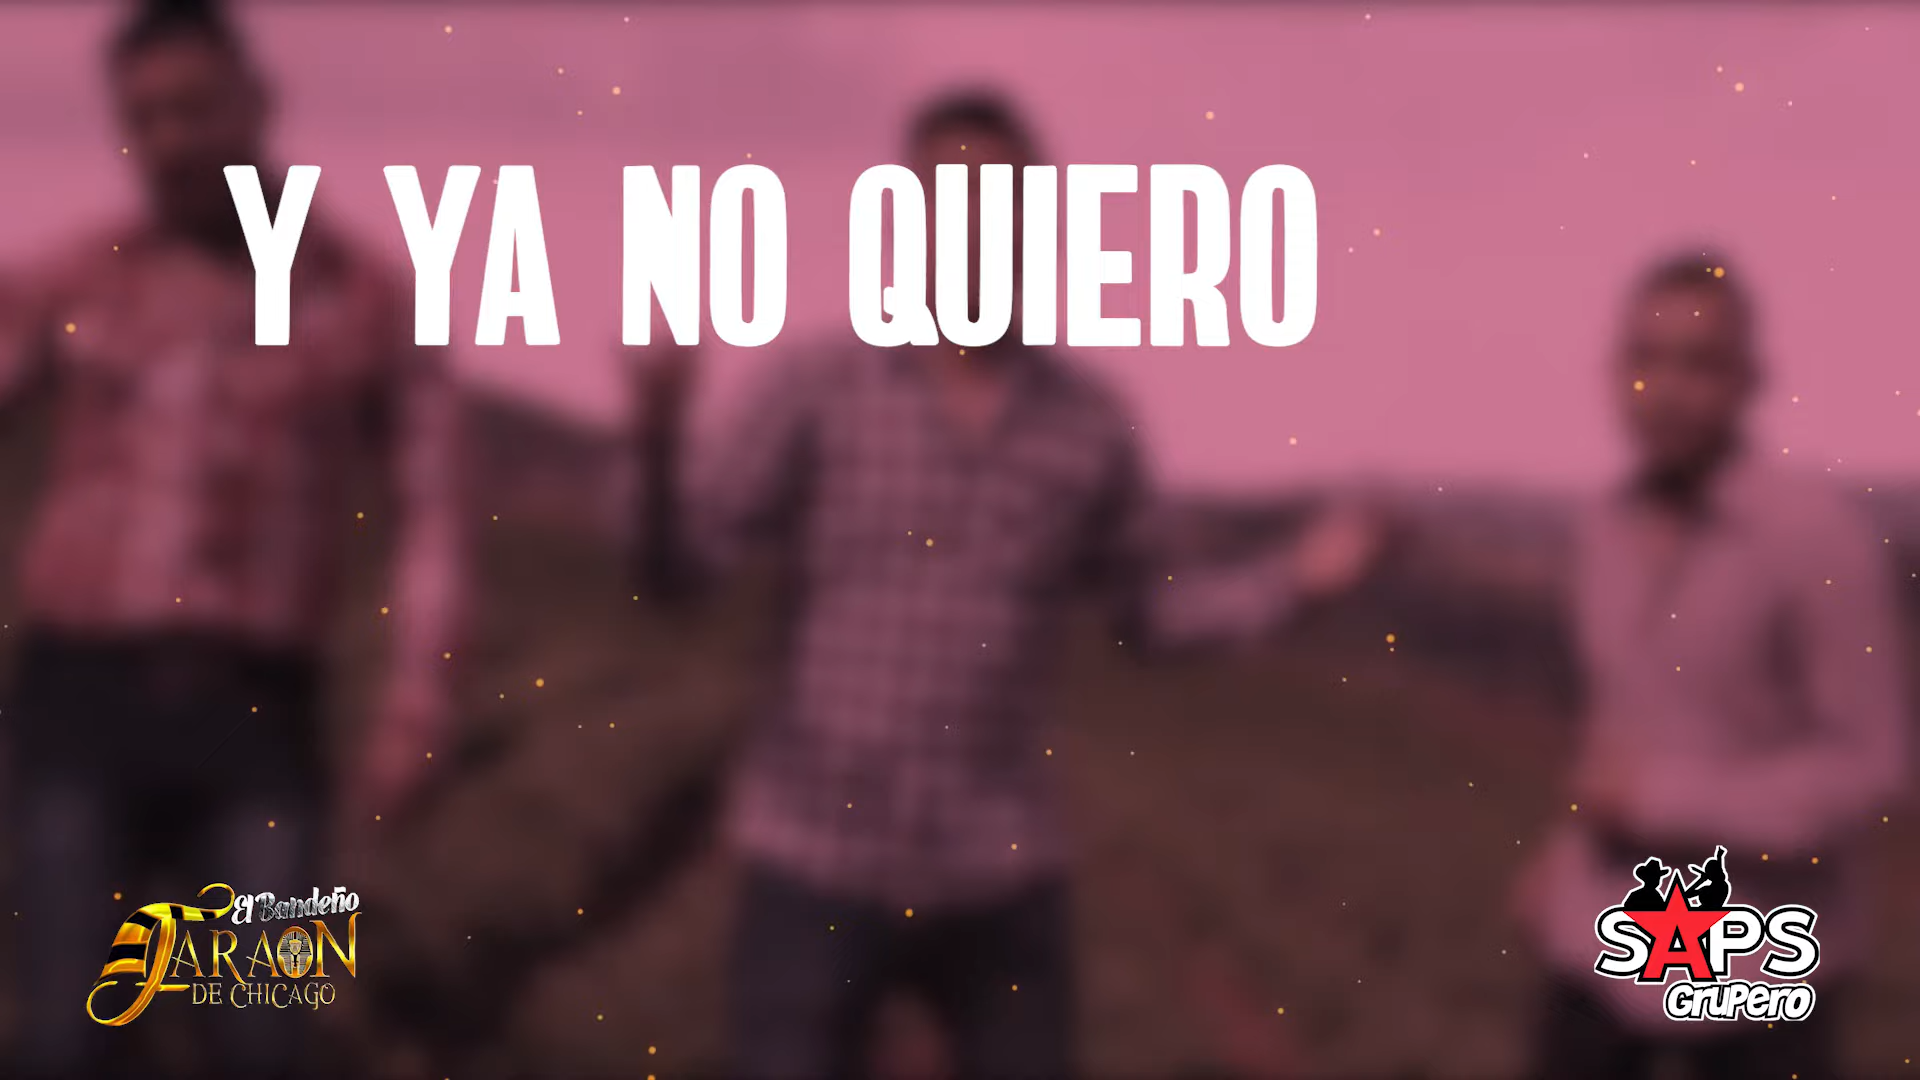 Y YA NO QUIERO
El Bandeño
FARAON
DE CHICAGO
SAPS
GRUPERO